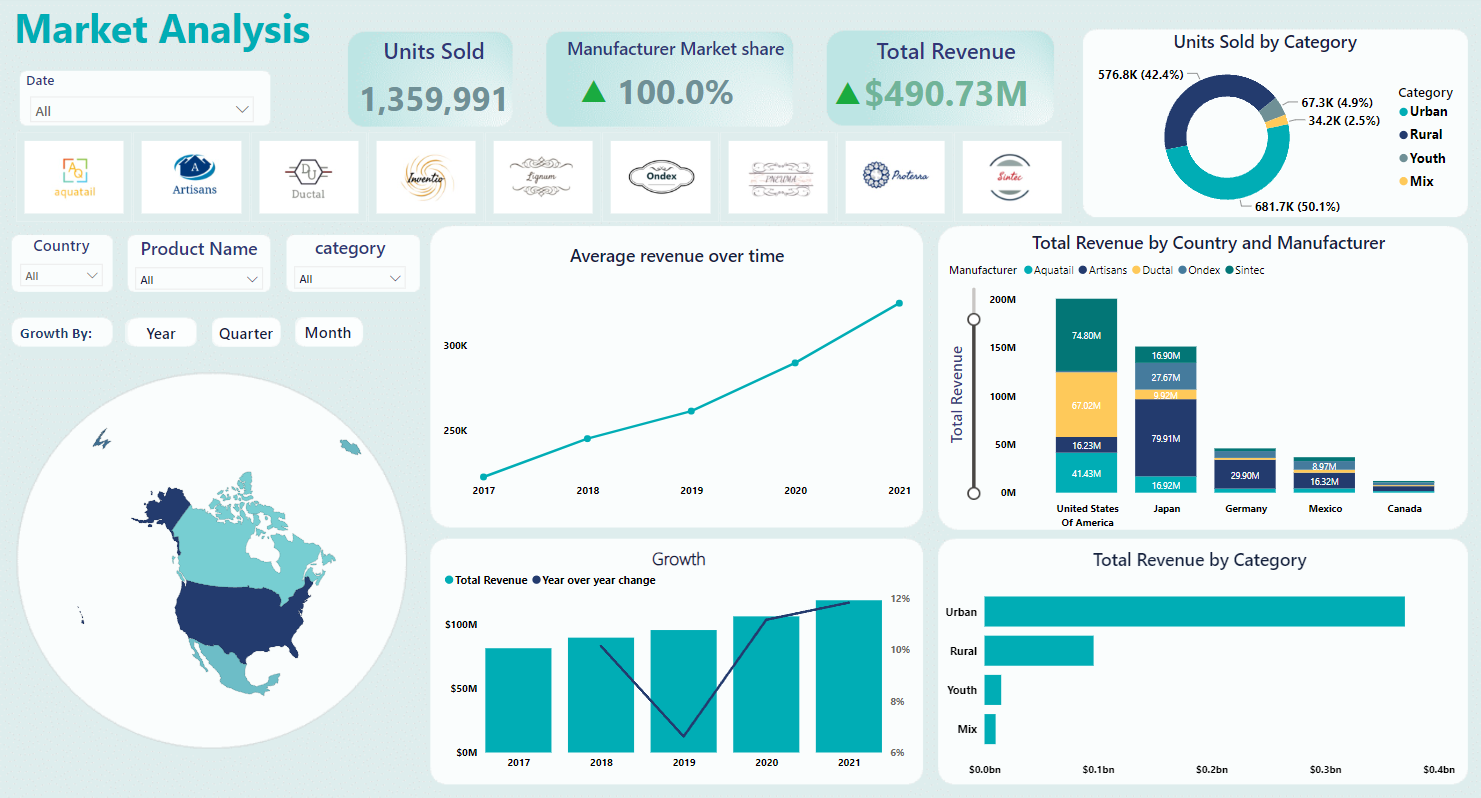 Market Analysis
Date
All
Units Sold
1,359,991
Manufacturer Market share
100.0%
Total Revenue
$490.73M
Units Sold by Category
576.8K (42.4%)
67.3K (4.9%)
34.2K (2.5%)
681.7K (50.1%)
Category
Urban
Rural
Youth
Mix
AQ
aquatail
A
Artisans
DU
Ductal
Inventio
Lignum
Ondex
PNEUMA
Proterra
Sintec
Country
All
Product Name
All
category
All
Growth By:
Year
Quarter
Month
Average revenue over time
300K
250K
2017
2018
2019
2020
2021
Total Revenue by Country and Manufacturer
Manufacturer Aquatail Artisans Ductal Ondex Sintec
Total Revenue
200M
150M
100M
50M
0M
74.80M
67.02M
16.23M
41.43M
16.90M
27.67M
9.92M
79.91M
16.92M
29.90M
8.97M
16.32M
United States
Of America
Japan
Germany
Mexico
Canada
Growth
Total Revenue Year over year change
$100M
$50M
$0M
12%
10%
8%
6%
2017
2018
2019
2020
2021
Total Revenue by Category
Urban
Rural
Youth
Mix
$0.0bn
$0.1bn
$0.2bn
$0.3bn
$0.4bn